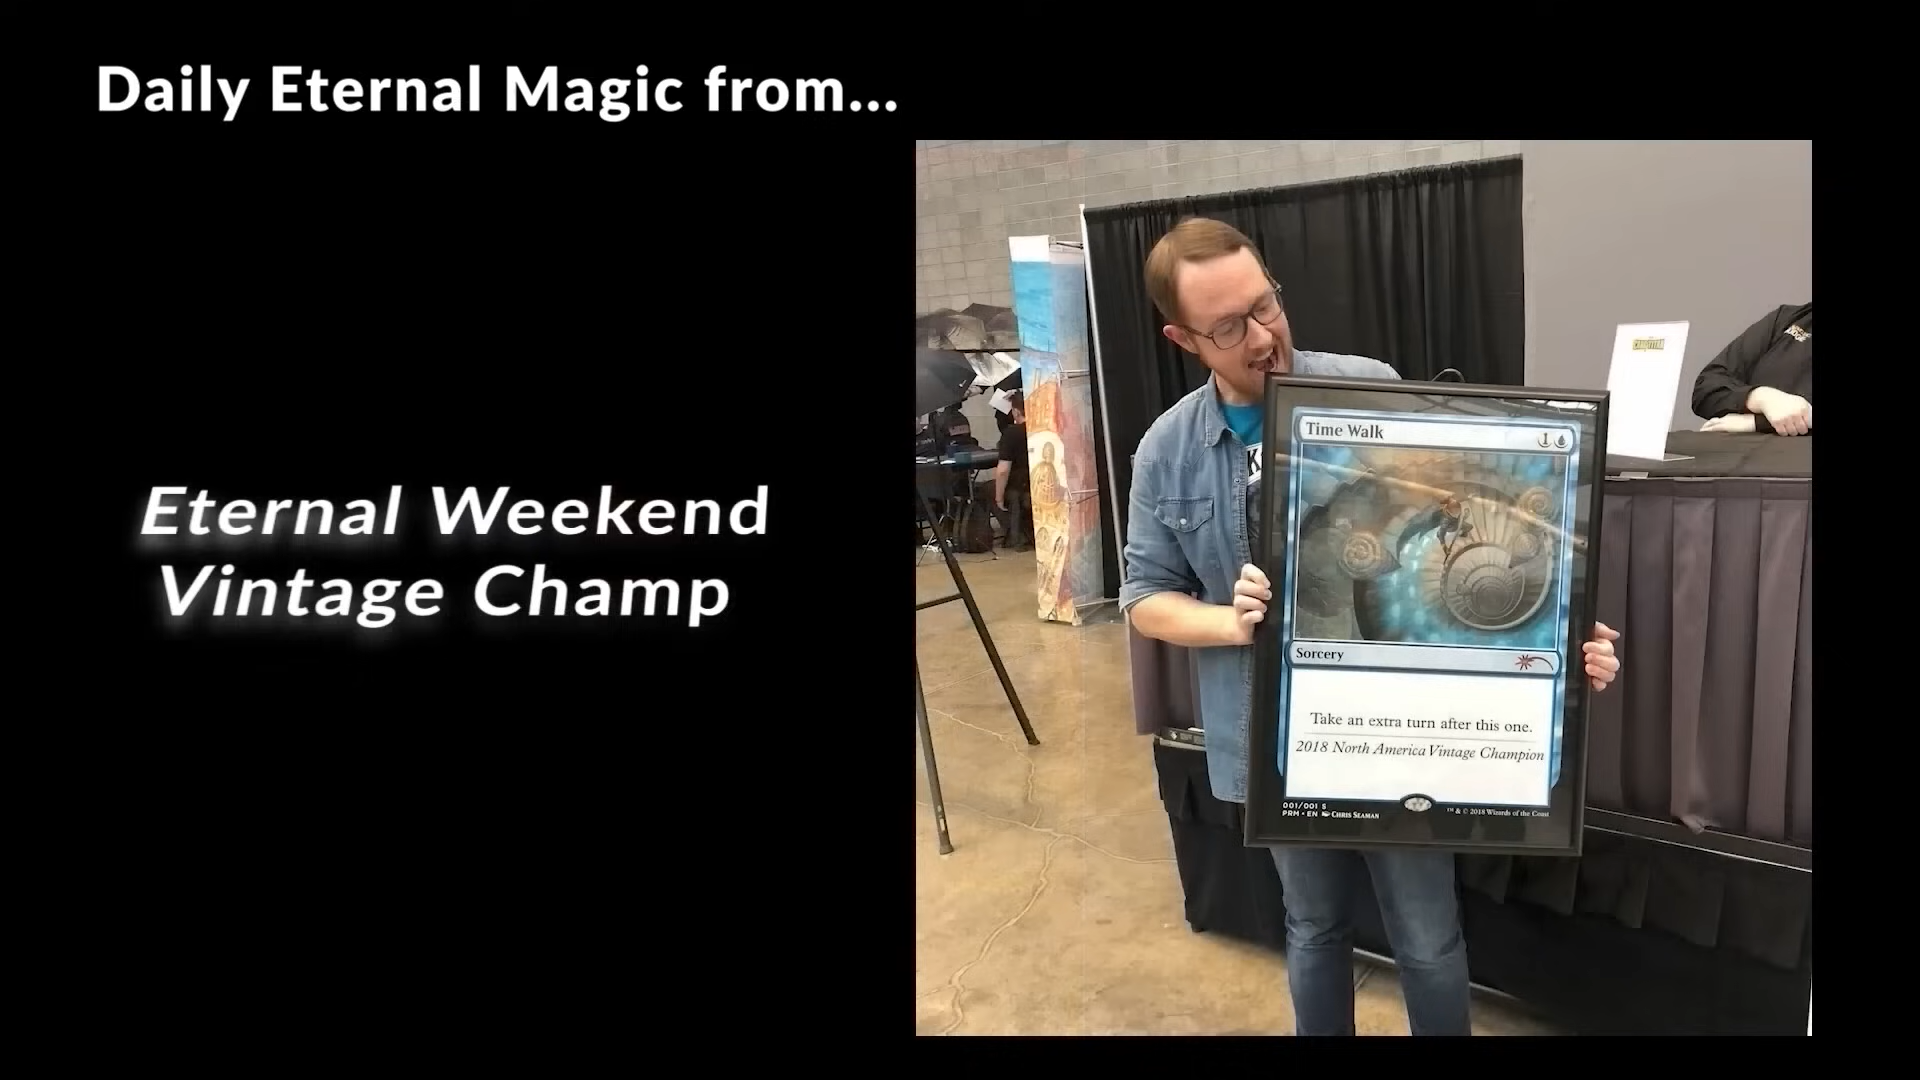 Daily Eternal Magic from...
Eternal Weekend
Vintage Champ
Time Walk
1
Sorcery
Take an extra turn after this one.
2018 North America Vintage Champion
001/001 S
PRM • EN Chris Seaman
™ & © 2018 Wizards of the Coast